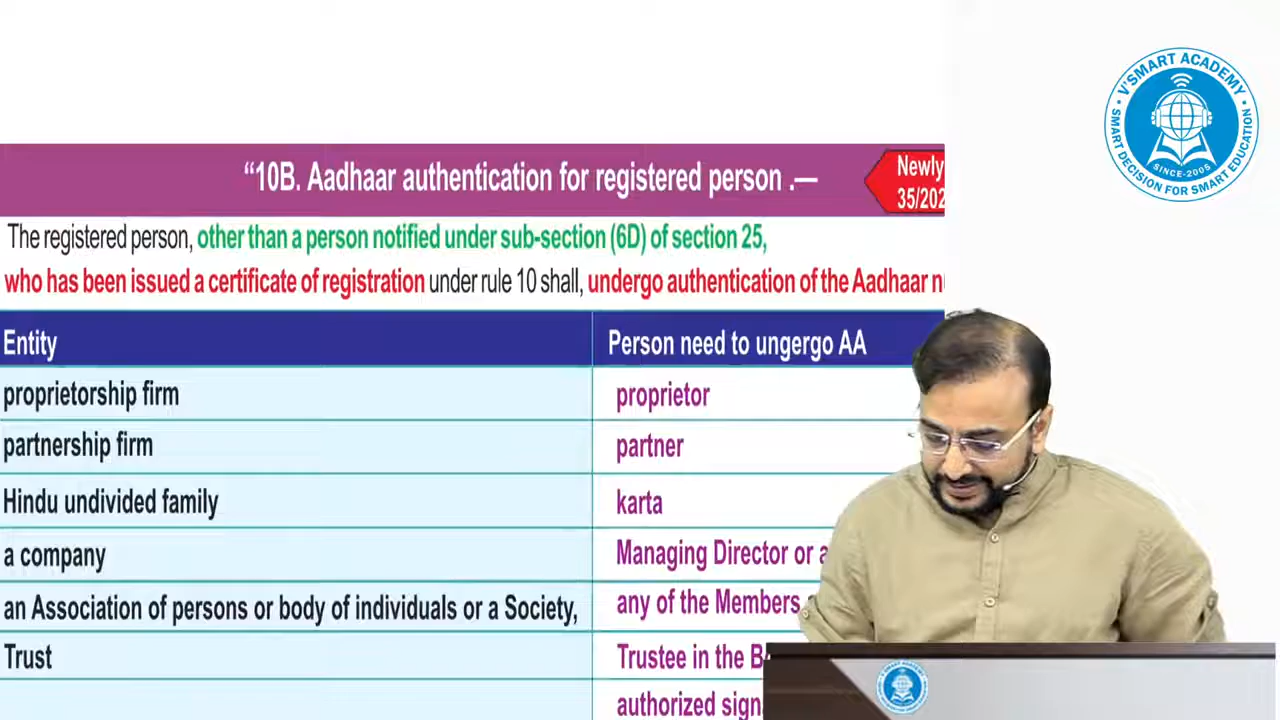 V'SMART ACADEMY
SINCE-2005
SMART DECISION FOR SMART EDUCATION
“10B. Aadhaar authentication for registered person .—
Newly
35/202
The registered person, other than a person notified under sub-section (6D) of section 25,
who has been issued a certificate of registration under rule 10 shall, undergo authentication of the Aadhaar
Entity
Person need to ungergo AA
proprietorship firm
proprietor
partnership firm
partner
Hindu undivided family
karta
a company
Managing Director or
an Association of persons or body of individuals or a Society,
any of the Members
Trust
Trustee in the
authorized